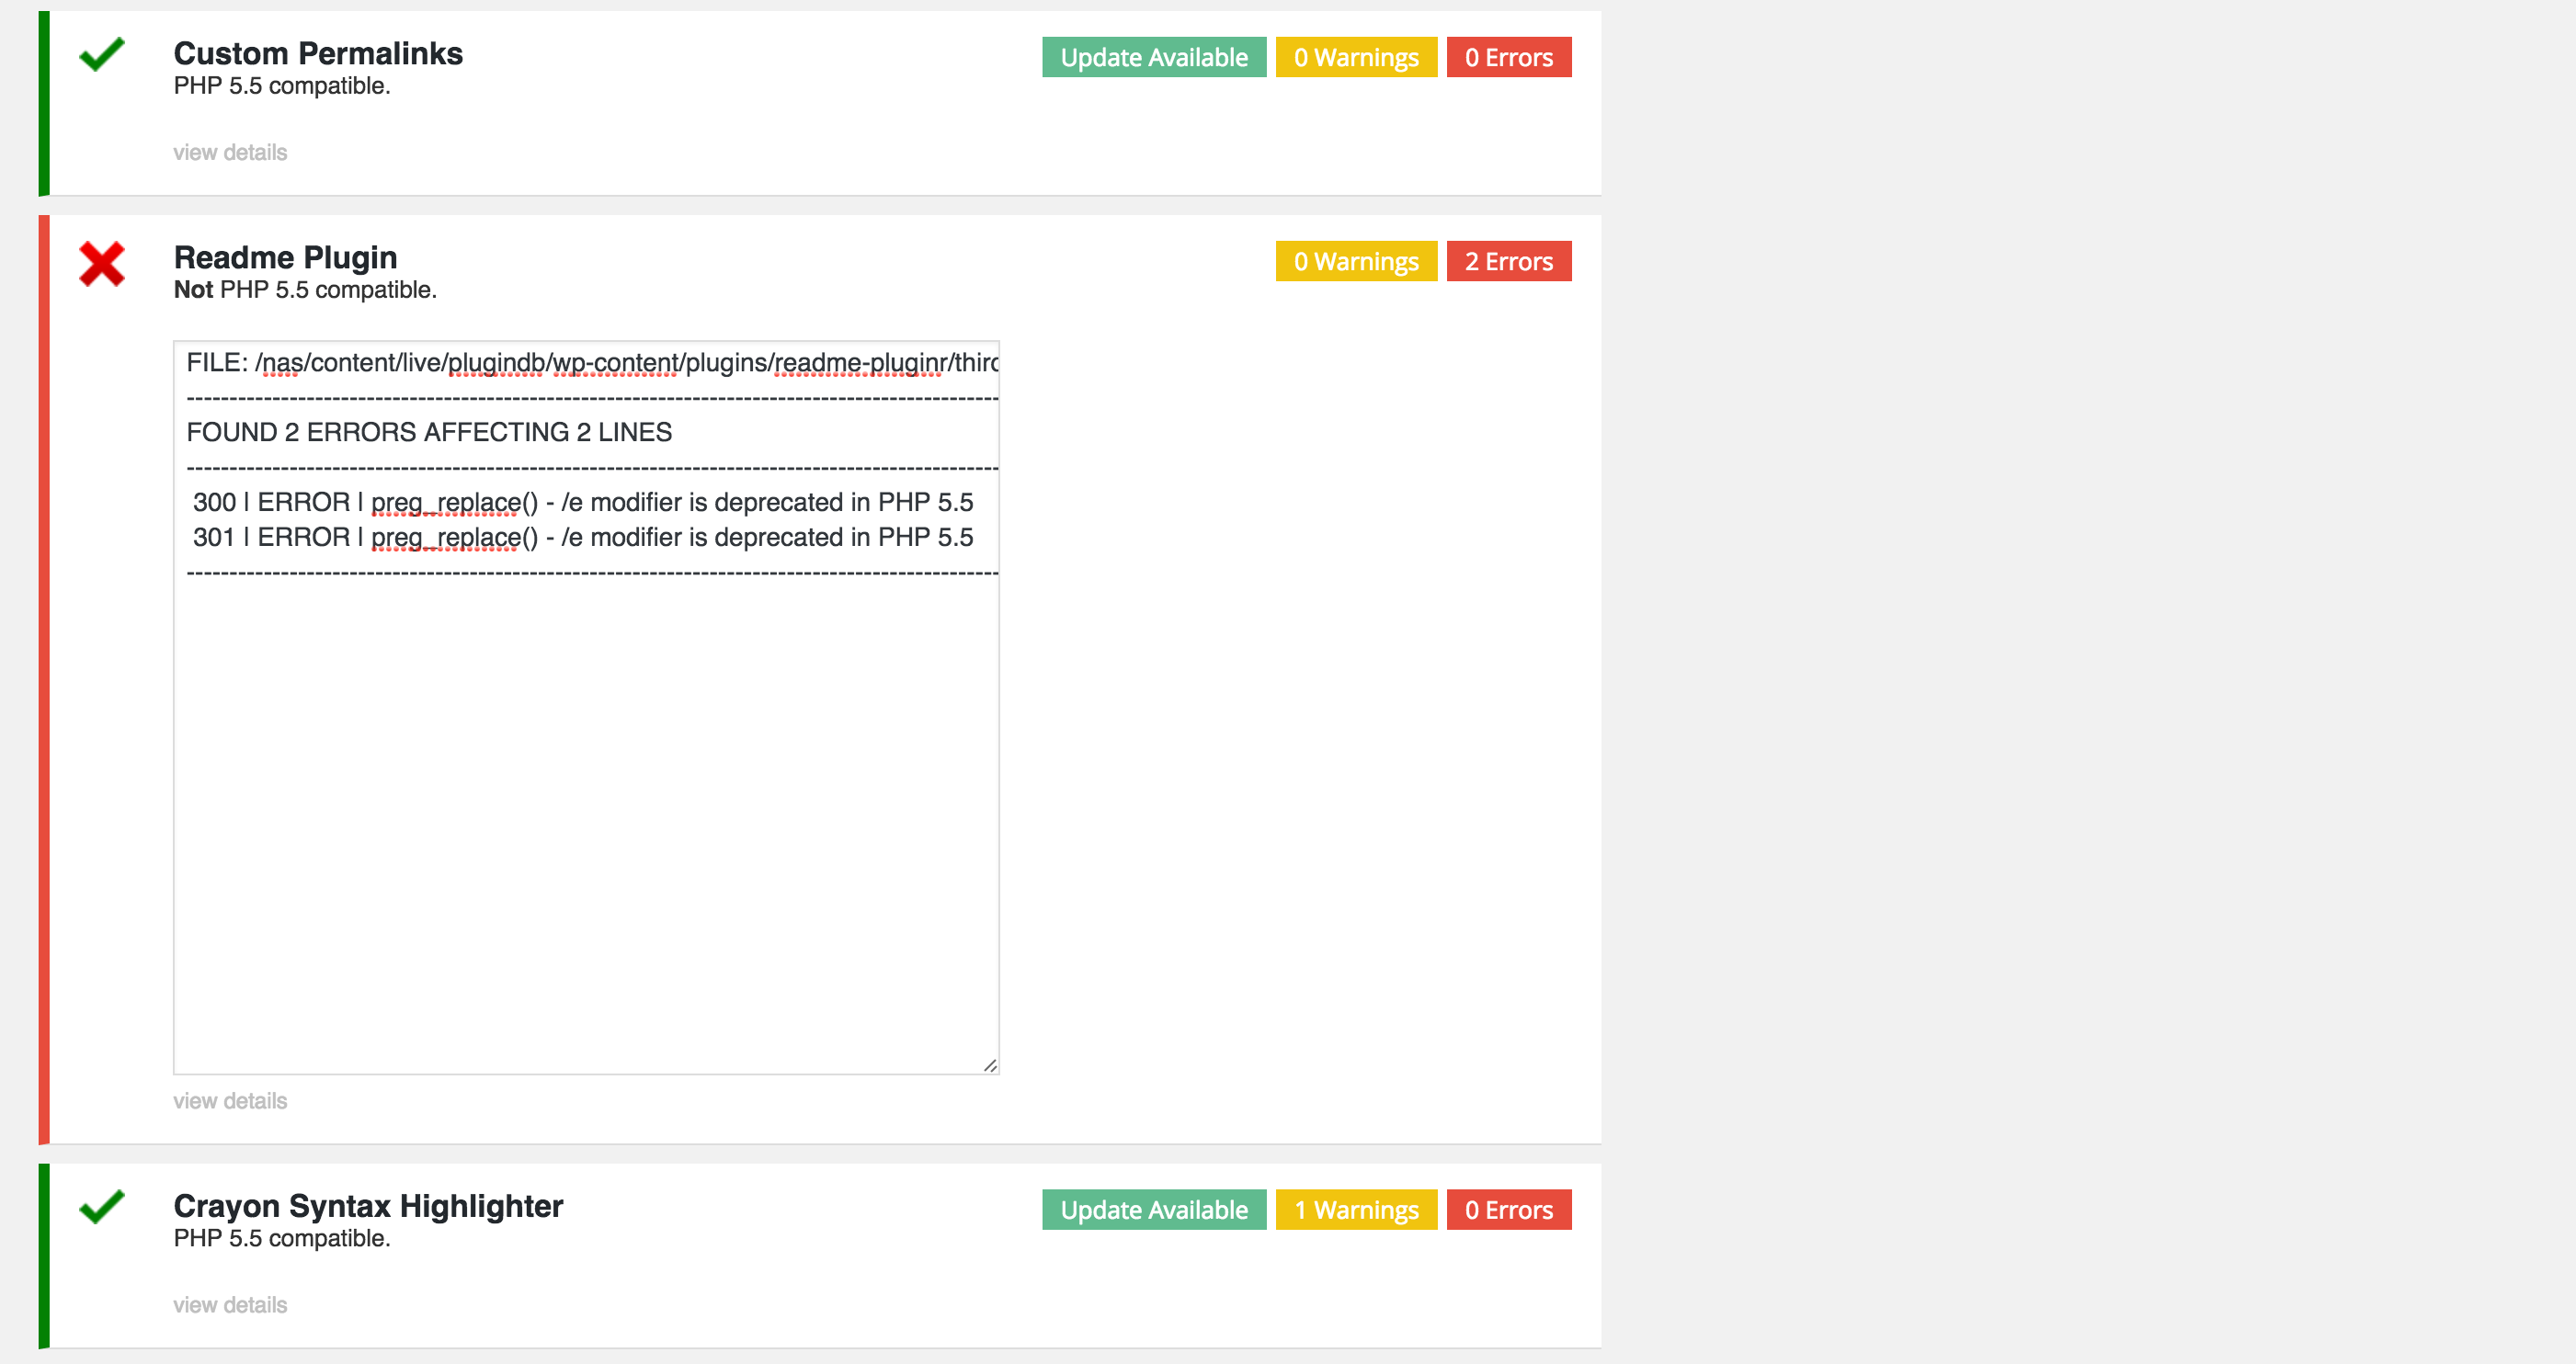 Custom Permalinks
Update Available
0 Warnings
0 Errors
PHP 5.5 compatible.
view details
Readme Plugin
0 Warnings
2 Errors
Not PHP 5.5 compatible.
FILE: /nas/content/live/plugindb/wp-content/plugins/readme-pluginr/third
--------------------------------------------------------------------------------
FOUND 2 ERRORS AFFECTING 2 LINES
--------------------------------------------------------------------------------
300 | ERROR | preg_replace() - /e modifier is deprecated in PHP 5.5
301 | ERROR | preg_replace() - /e modifier is deprecated in PHP 5.5
--------------------------------------------------------------------------------
view details
Crayon Syntax Highlighter
Update Available
1 Warnings
0 Errors
PHP 5.5 compatible.
view details